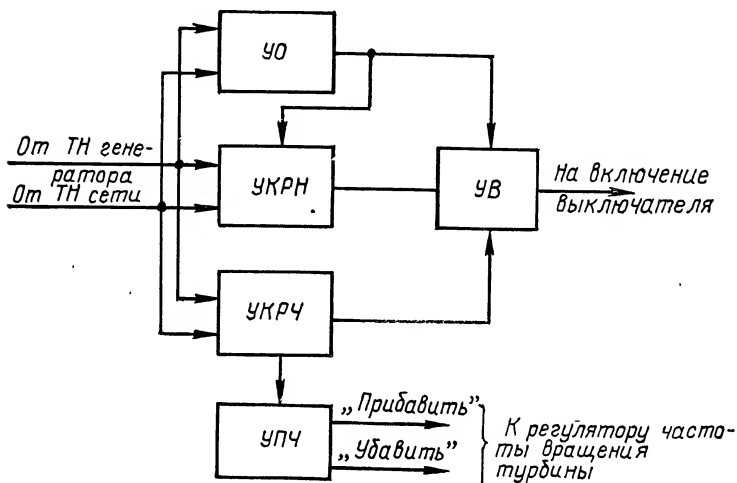 УО
От ТН гене-
ратора
От ТН сети
УКРН
УВ
На включение
выключателя
УКРЧ
УПЧ
„Прибавить”
„Убавить”
К регулятору часто-
ты вращения
турбины